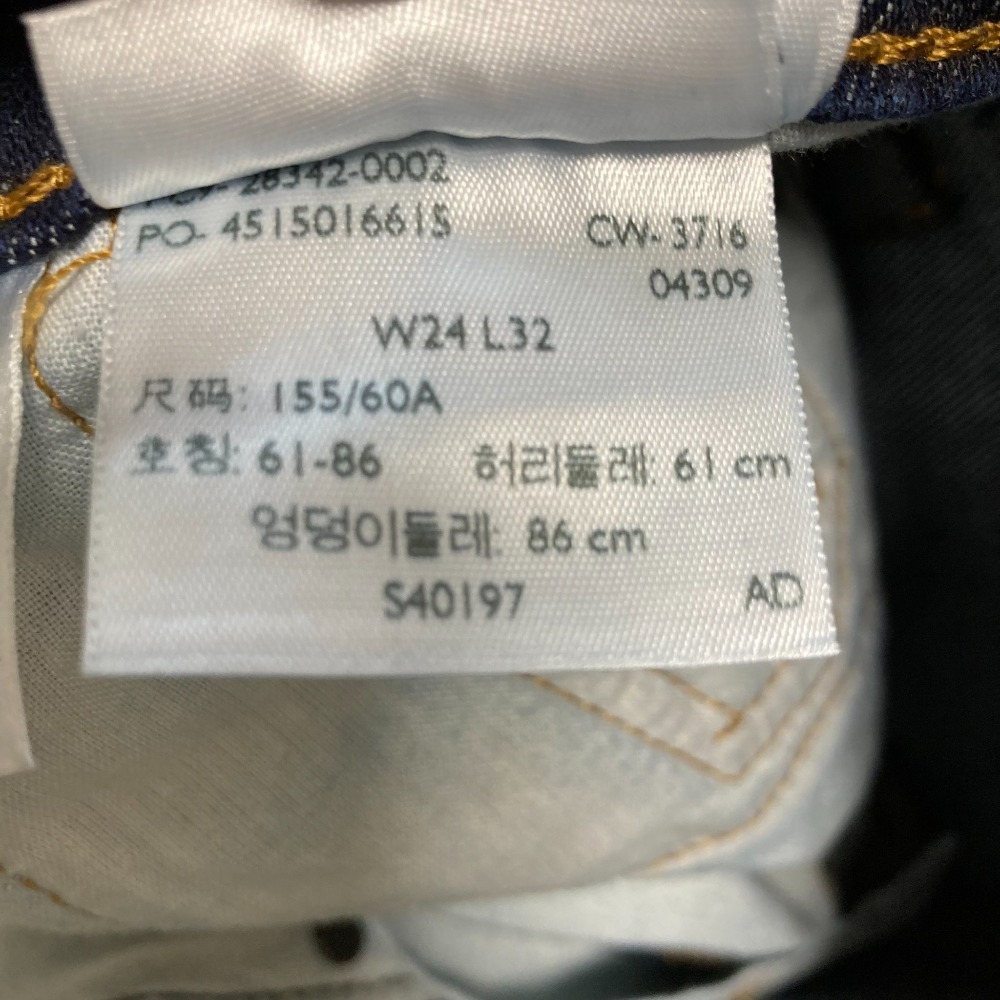 28342-0002
PO- 4515016615 CW- 3716
04309
W24 L32
尺码: 155/60A
호칭: 61-86 허리둘레: 61 cm
엉덩이둘레: 86 cm
S40197 AD